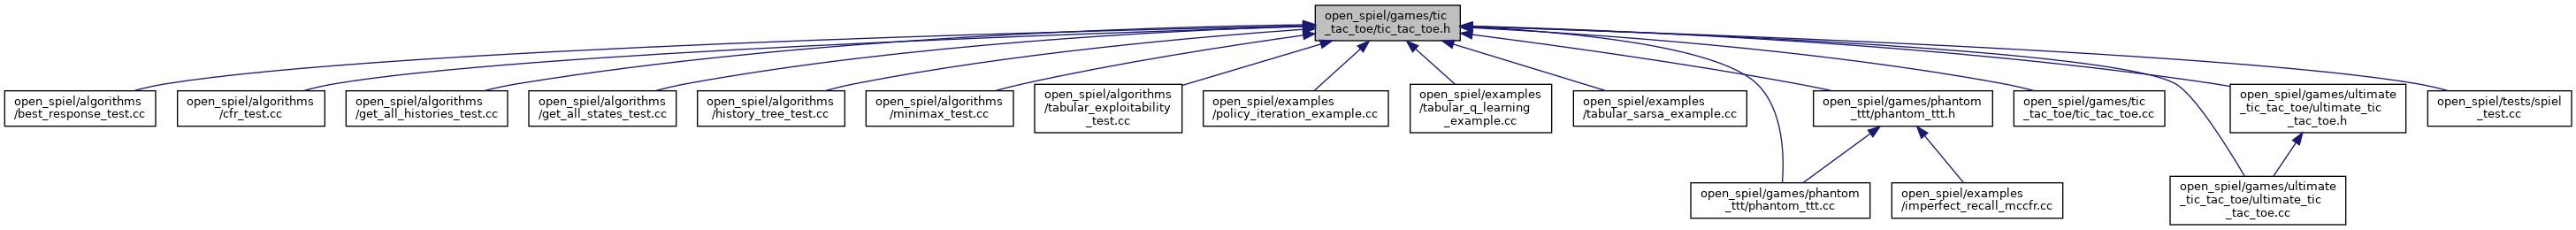 open_spiel/games/tic
_tac_toe/tic_tac_toe.h
open_spiel/algorithms
/best_response_test.cc
open_spiel/algorithms
/cfr_test.cc
open_spiel/algorithms
/get_all_histories_test.cc
open_spiel/algorithms
/get_all_states_test.cc
open_spiel/algorithms
/history_tree_test.cc
open_spiel/algorithms
/minimax_test.cc
open_spiel/algorithms
/tabular_exploitability
_test.cc
open_spiel/examples
/policy_iteration_example.cc
open_spiel/examples
/tabular_q_learning
_example.cc
open_spiel/examples
/tabular_sarsa_example.cc
open_spiel/games/phantom
_ttt/phantom_ttt.h
open_spiel/games/tic
_tac_toe/tic_tac_toe.cc
open_spiel/games/ultimate
_tic_tac_toe/ultimate_tic
_tac_toe.h
open_spiel/tests/spiel
_test.cc
open_spiel/games/phantom
_ttt/phantom_ttt.cc
open_spiel/examples
/imperfect_recall_mccfr.cc
open_spiel/games/ultimate
_tic_tac_toe/ultimate_tic
_tac_toe.cc